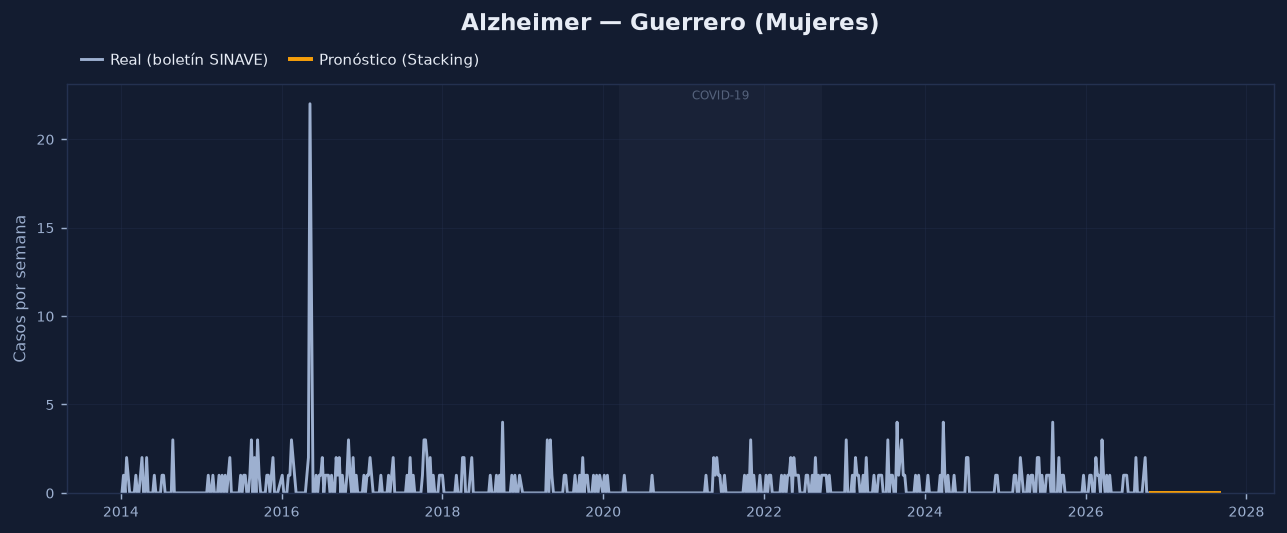 Alzheimer — Guerrero (Mujeres)
Real (boletín SINAVE)
Pronóstico (Stacking)
COVID-19
Casos por semana
20
15
10
5
0
2014
2016
2018
2020
2022
2024
2026
2028